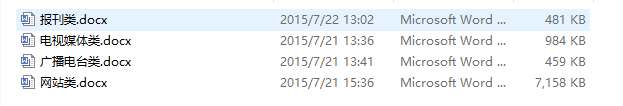 报刊类.docx 2015/7/22 13:02 Microsoft Word ... 481 KB
电视媒体类.docx 2015/7/21 13:36 Microsoft Word ... 984 KB
广播电台类.docx 2015/7/21 13:41 Microsoft Word ... 459 KB
网站类.docx 2015/7/21 15:36 Microsoft Word ... 7,158 KB